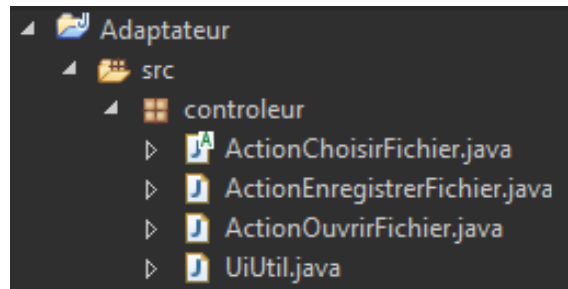 Adaptateur
src
controleur
ActionChoisirFichier.java
ActionEnregistrerFichier.java
ActionOuvrirFichier.java
UiUtil.java